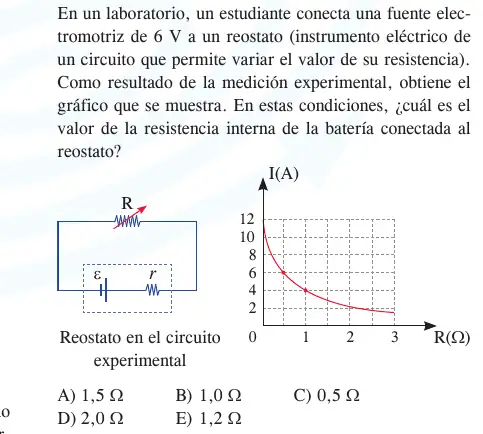 En un laboratorio, un estudiante conecta una fuente elec-
tromotriz de 6 V a un reostato (instrumento eléctrico de
un circuito que permite variar el valor de su resistencia).
Como resultado de la medición experimental, obtiene el
gráfico que se muestra. En estas condiciones, ¿cuál es el
valor de la resistencia interna de la batería conectada al
reostato?
R
ε r
Reostato en el circuito
experimental
I(A)
12
10
8
6
4
2
0 1 2 3 R(Ω)
A) 1,5 Ω B) 1,0 Ω C) 0,5 Ω
D) 2,0 Ω E) 1,2 Ω